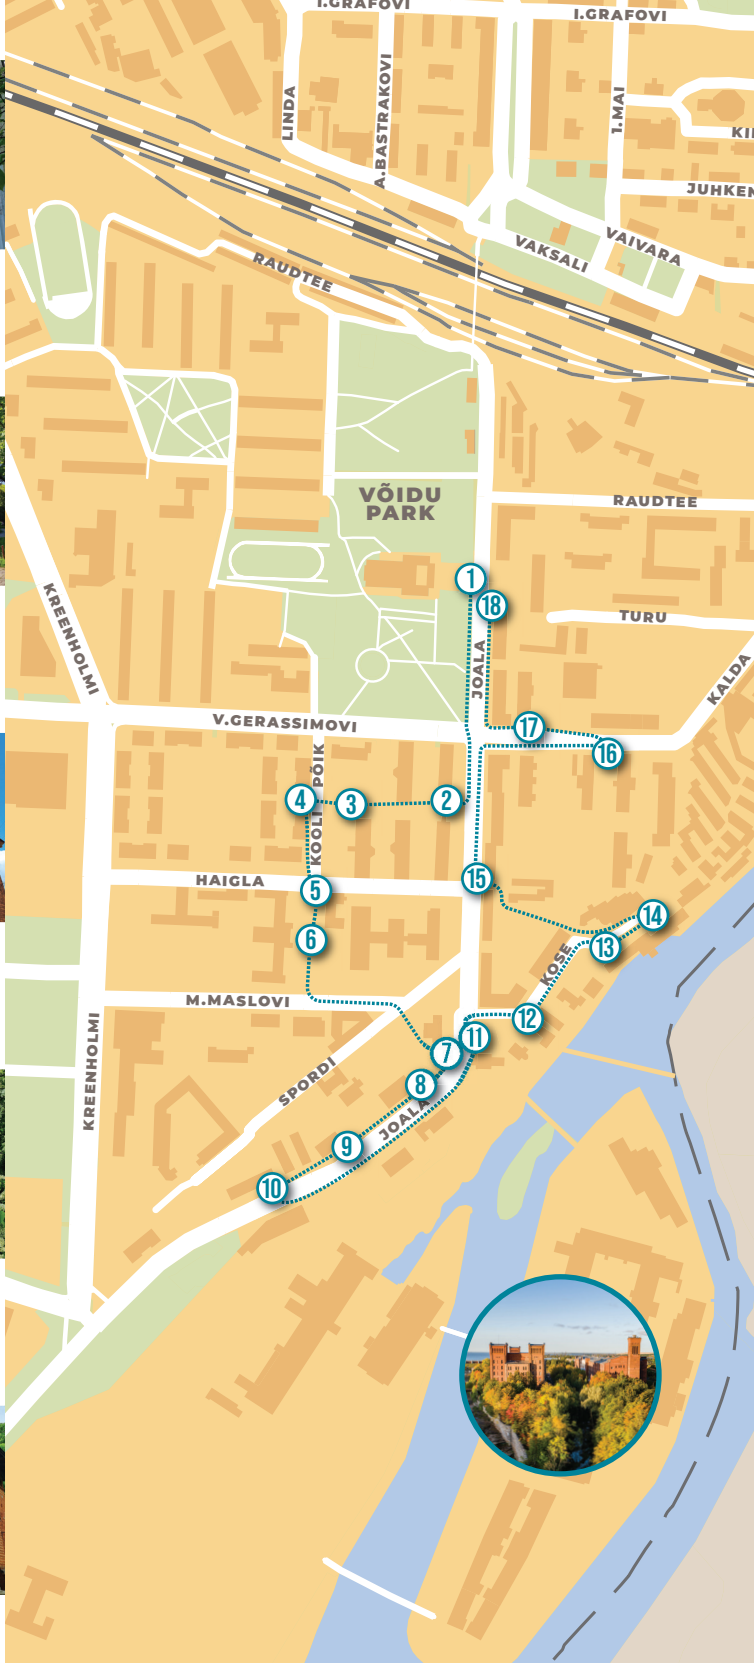 I.GRAFOVI
I.GRAFOVI
LINDA
A.BASTRAKOVI
1.MAI
JUHKEN
VAKSALI
VAIVARA
RAUDTEE
VÕIDU
PARK
RAUDTEE
1
18
TURU
KREENHOLMI
JOALA
KALDA
V.GERASSIMOVI
17
16
KOOLI PÕIK
4
3
2
HAIGLA
5
15
6
14
13
KOSE
M.MASLOVI
12
11
KREENHOLMI
7
SPORDI
8
JOALA
9
10